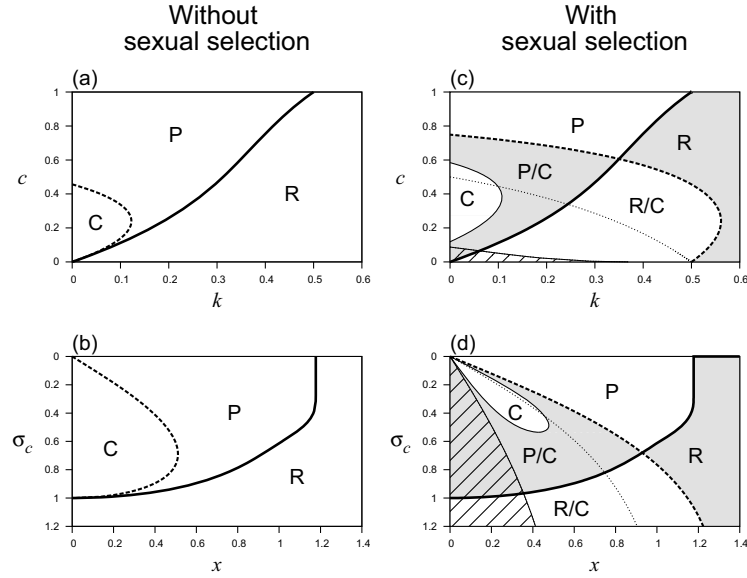 Without
sexual selection
With
sexual selection
(a)
1
0.8
0.6
0.4
0.2
0
c
P
C
R
0 0.1 0.2 0.3 0.4 0.5 0.6
k
(c)
1
0.8
0.6
0.4
0.2
0
c
P
R
P/C
C
R/C
0 0.1 0.2 0.3 0.4 0.5 0.6
k
(b)
0
0.2
0.4
0.6
0.8
1
1.2
σc
P
C
R
0 0.2 0.4 0.6 0.8 1 1.2 1.4
x
(d)
0
0.2
0.4
0.6
0.8
1
1.2
σc
P
C
P/C
R
R/C
0 0.2 0.4 0.6 0.8 1 1.2 1.4
x